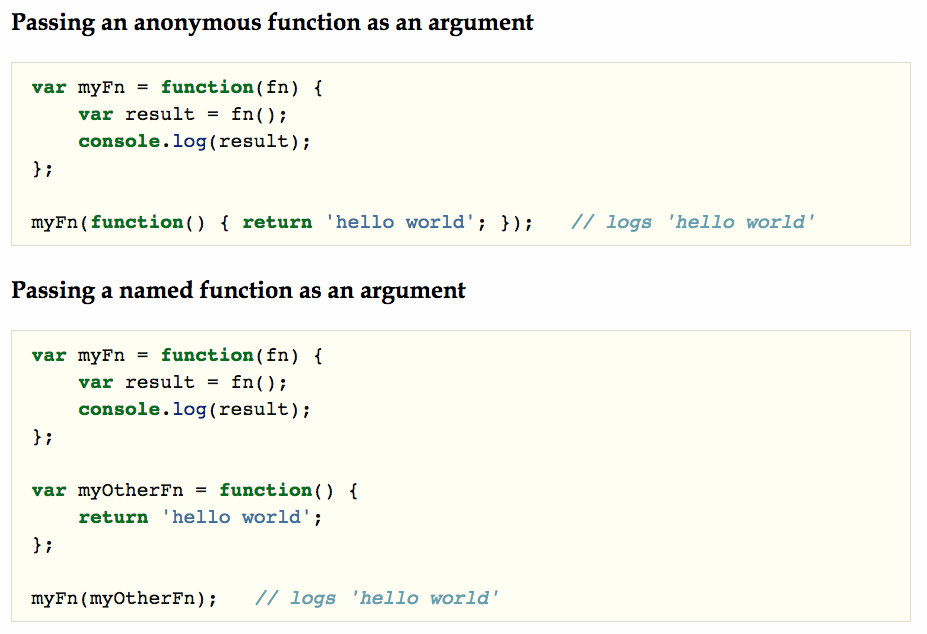 Passing an anonymous function as an argument
var myFn = function(fn) {
    var result = fn();
    console.log(result);
};
myFn(function() { return 'hello world'; });   // logs 'hello world'
Passing a named function as an argument
var myFn = function(fn) {
    var result = fn();
    console.log(result);
};
var myOtherFn = function() {
    return 'hello world';
};
myFn(myOtherFn);   // logs 'hello world'